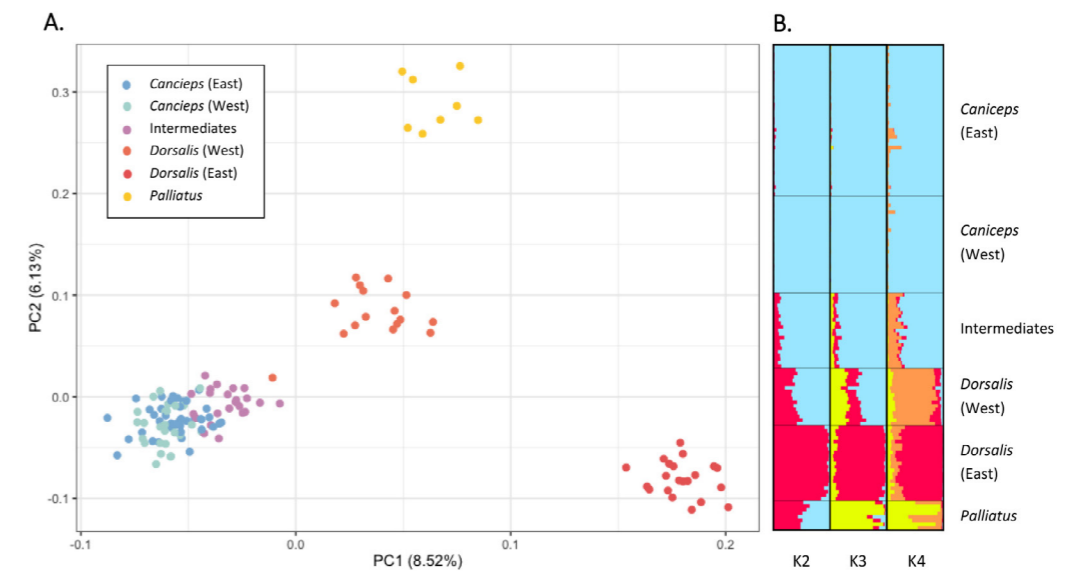 A.
B.
0.3
0.2
0.1
0.0
-0.1
PC2 (6.13%)
Cancieps (East)
Cancieps (West)
Intermediates
Dorsalis (West)
Dorsalis (East)
Palliatus
-0.1
0.0
0.1
0.2
PC1 (8.52%)
Caniceps
(East)
Caniceps
(West)
Intermediates
Dorsalis
(West)
Dorsalis
(East)
Palliatus
K2
K3
K4